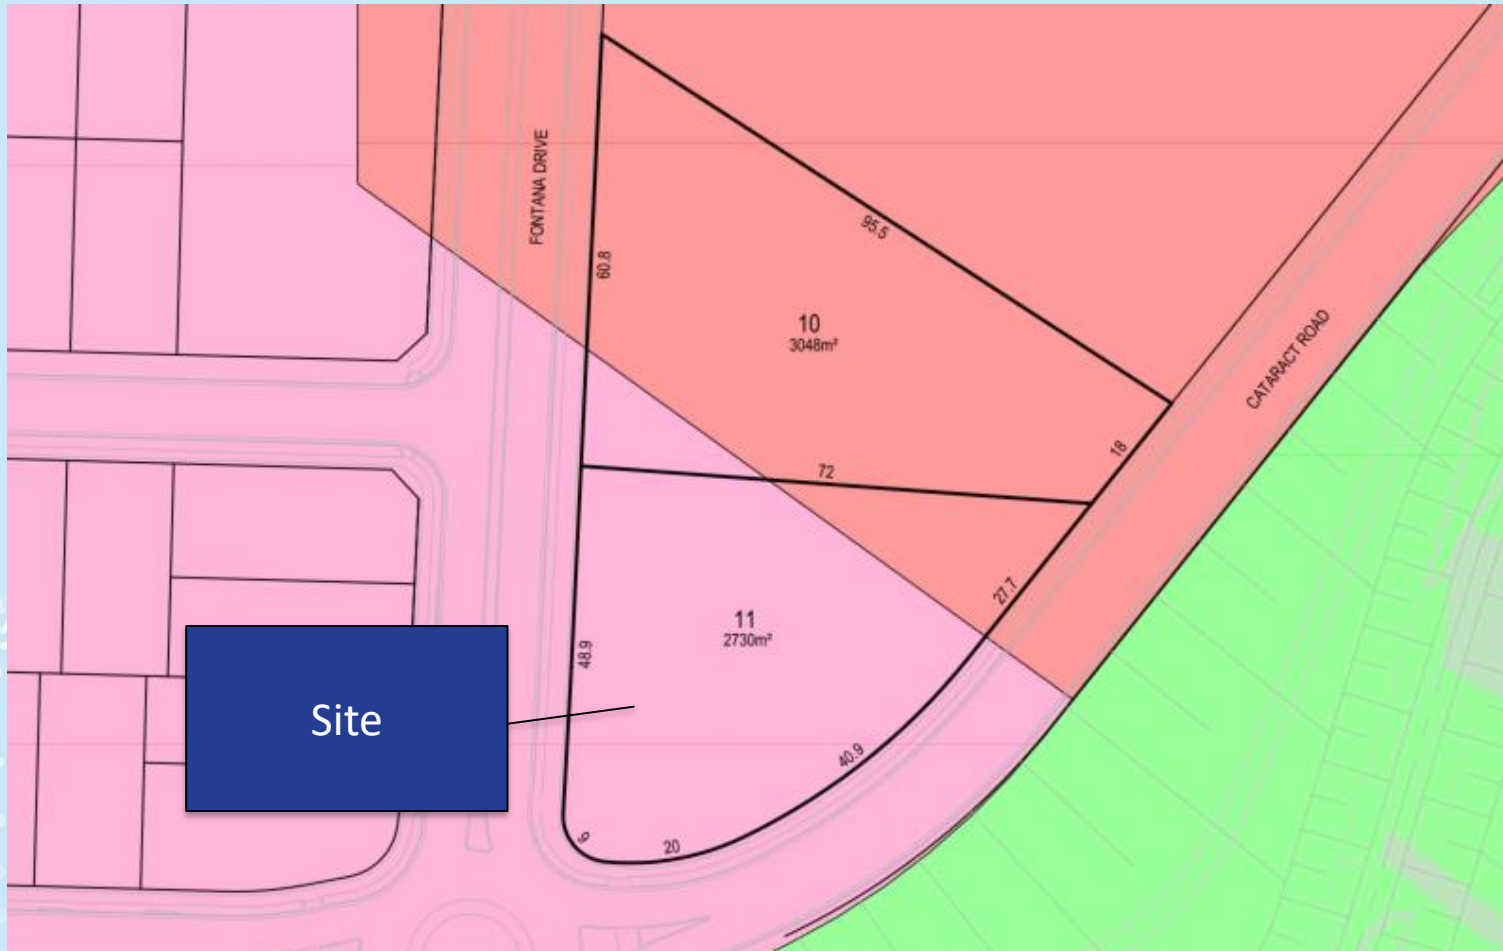 FONTANA DRIVE
95.5
60.8
10
3048m²
CATARACT ROAD
18
72
27.7
11
2730m²
48.9
Site
40.9
9
20